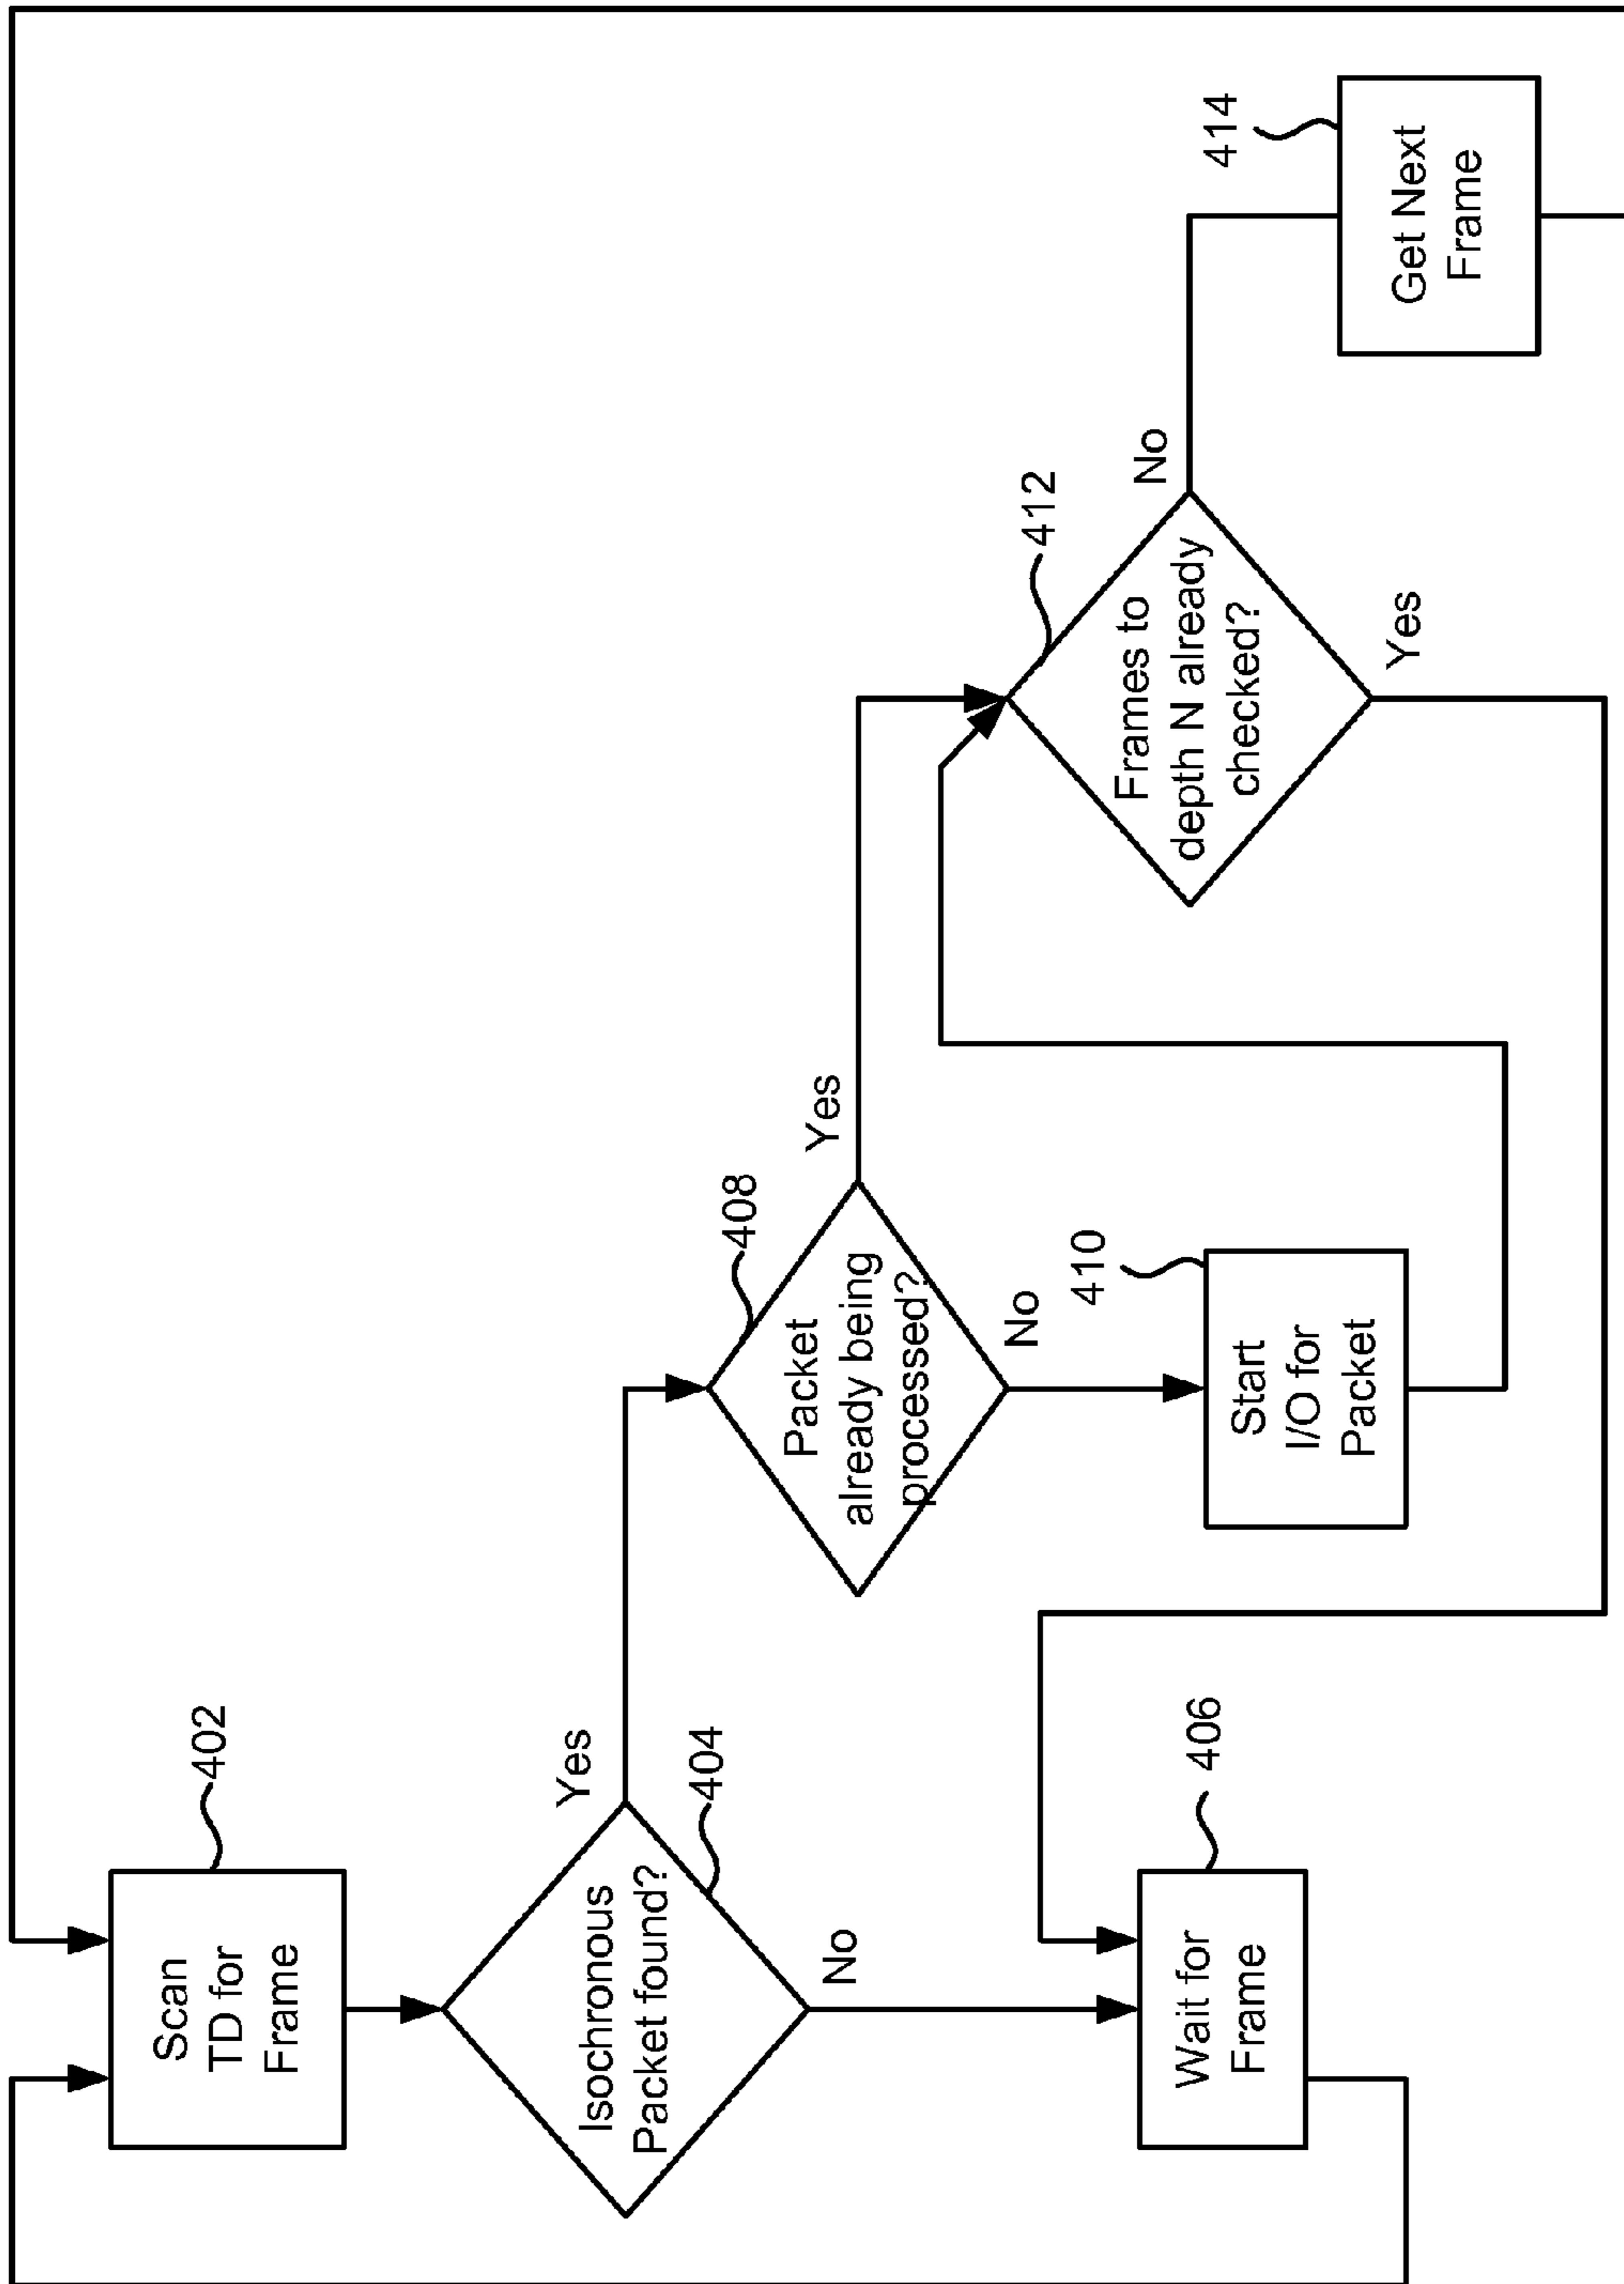 Scan
TD for
Frame
402
Isochronous
Packet found?
404
Yes
No
Wait for
Frame
406
Packet
already being
processed?
408
Yes
No
Start
I/O for
Packet
410
Frames to
depth N already
checked?
412
No
Yes
Get Next
Frame
414